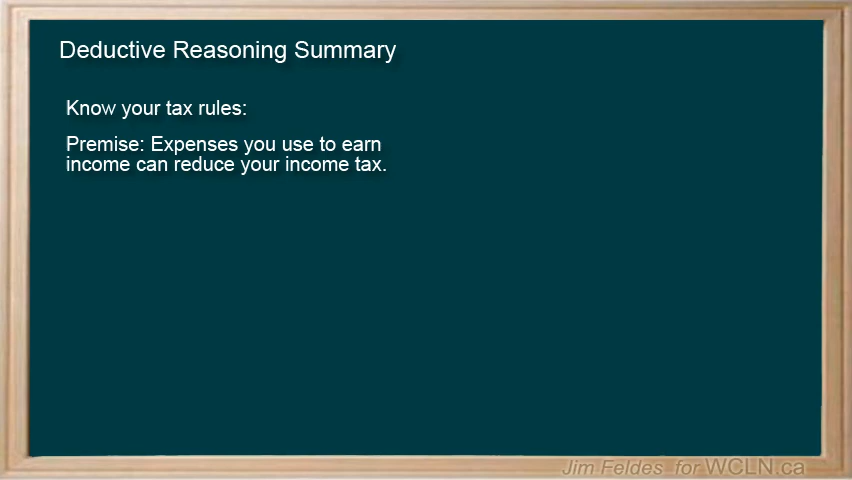 Deductive Reasoning Summary
Know your tax rules:
Premise: Expenses you use to earn
income can reduce your income tax.
Jim Feldes for WCLN.ca